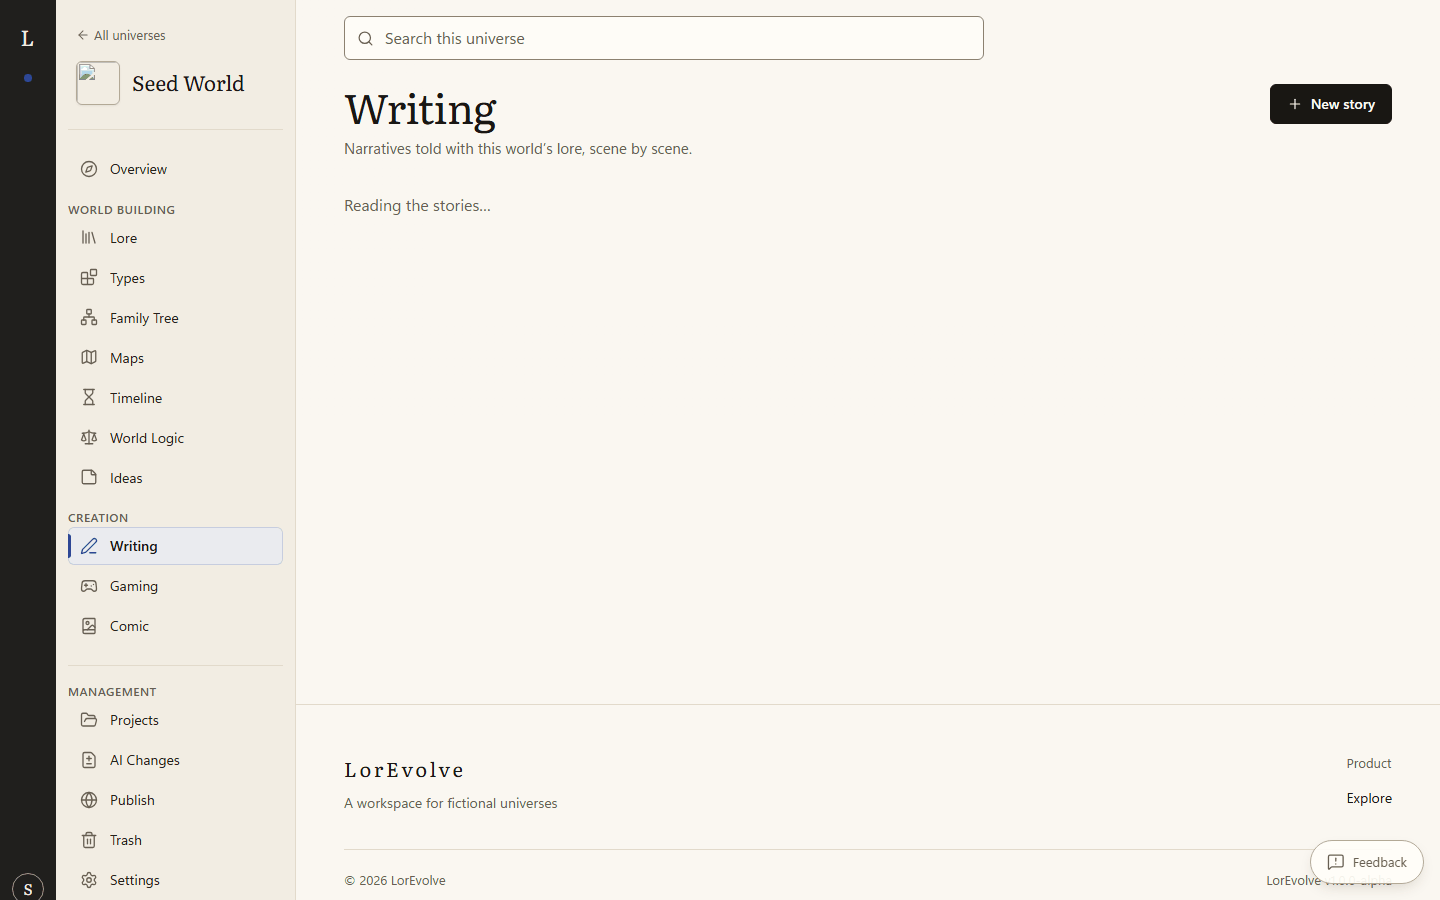 L
All universes
Seed World
Overview
WORLD BUILDING
Lore
Types
Family Tree
Maps
Timeline
World Logic
Ideas
CREATION
Writing
Gaming
Comic
MANAGEMENT
Projects
AI Changes
Publish
Trash
Settings
S
Search this universe
Writing
New story
Narratives told with this world's lore, scene by scene.
Reading the stories...
LorEvolve
A workspace for fictional universes
Product
Explore
© 2026 LorEvolve
LorEvolve
Feedback